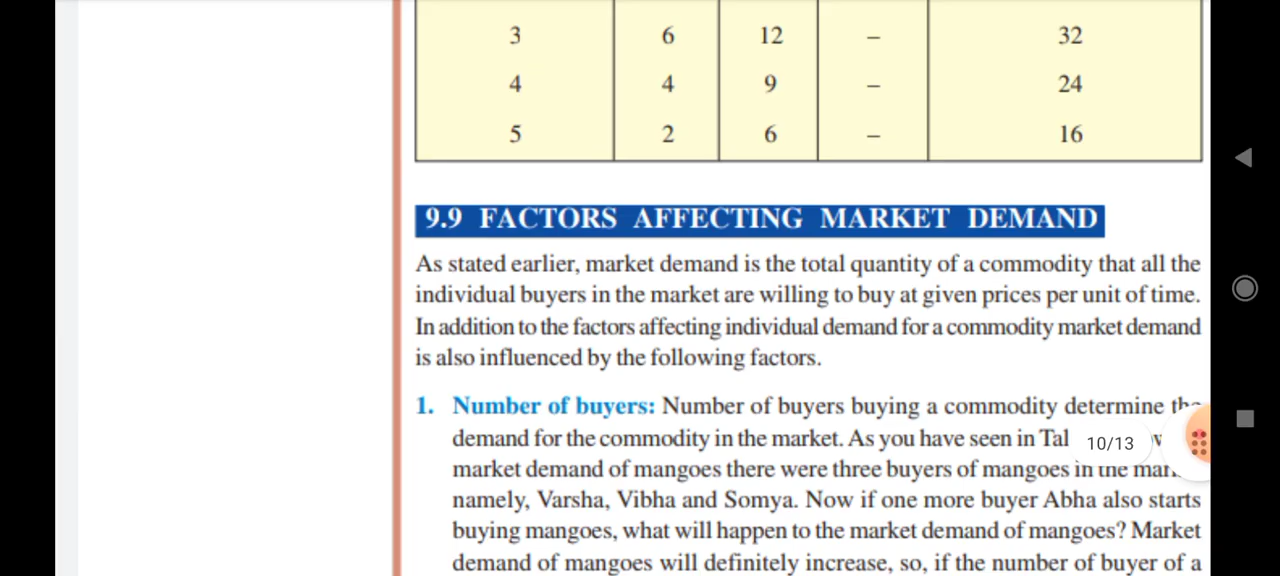 3 6 12 – 32
4 4 9 – 24
5 2 6 – 16
9.9 FACTORS AFFECTING MARKET DEMAND
As stated earlier, market demand is the total quantity of a commodity that all the
individual buyers in the market are willing to buy at given prices per unit of time.
In addition to the factors affecting individual demand for a commodity market demand
is also influenced by the following factors.
1. Number of buyers: Number of buyers buying a commodity determine the
demand for the commodity in the market. As you have seen in
10/13
market demand of mangoes there were three buyers of mangoes in the
namely, Varsha, Vibha and Somya. Now if one more buyer Abha also starts
buying mangoes, what will happen to the market demand of mangoes? Market
demand of mangoes will definitely increase, so, if the number of buyer of a